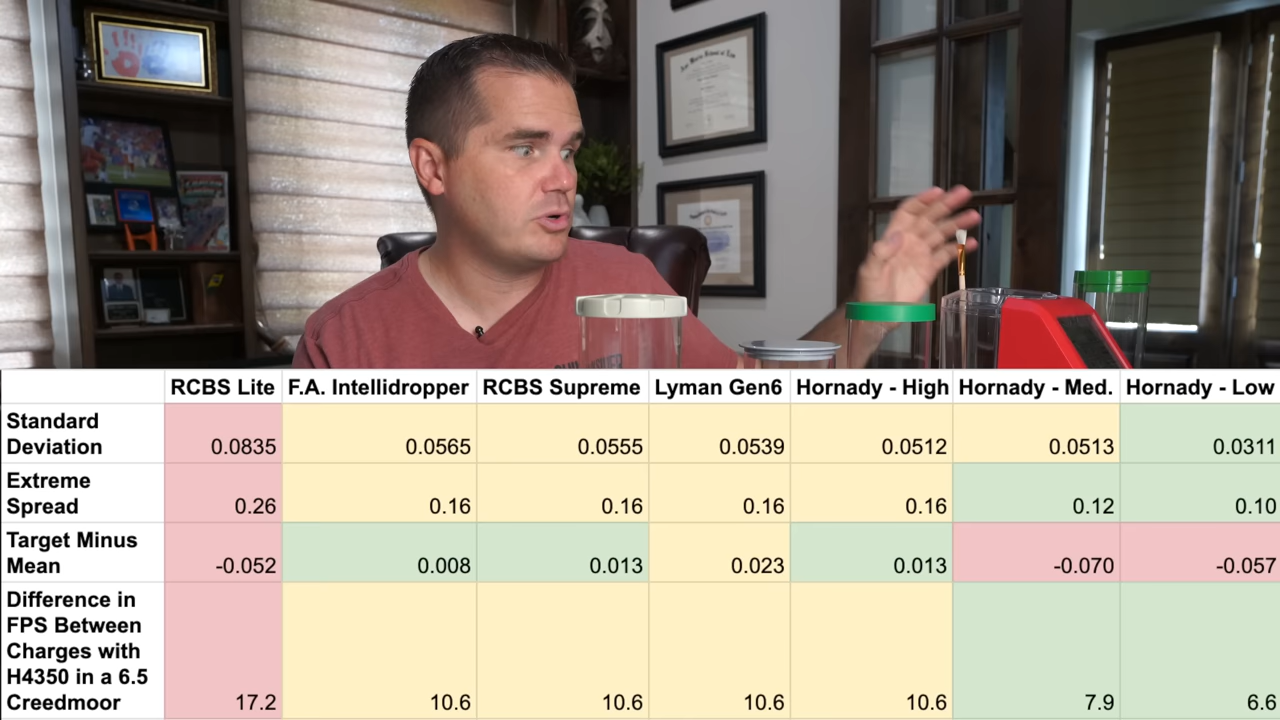 RCBS Lite F.A. Intellidropper RCBS Supreme Lyman Gen6 Hornady - High Hornady - Med. Hornady - Low
Standard
Deviation 0.0835 0.0565 0.0555 0.0539 0.0512 0.0513 0.0311
Extreme
Spread 0.26 0.16 0.16 0.16 0.16 0.12 0.10
Target Minus
Mean -0.052 0.008 0.013 0.023 0.013 -0.070 -0.057
Difference in
FPS Between
Charges with
H4350 in a 6.5
Creedmoor 17.2 10.6 10.6 10.6 10.6 7.9 6.6